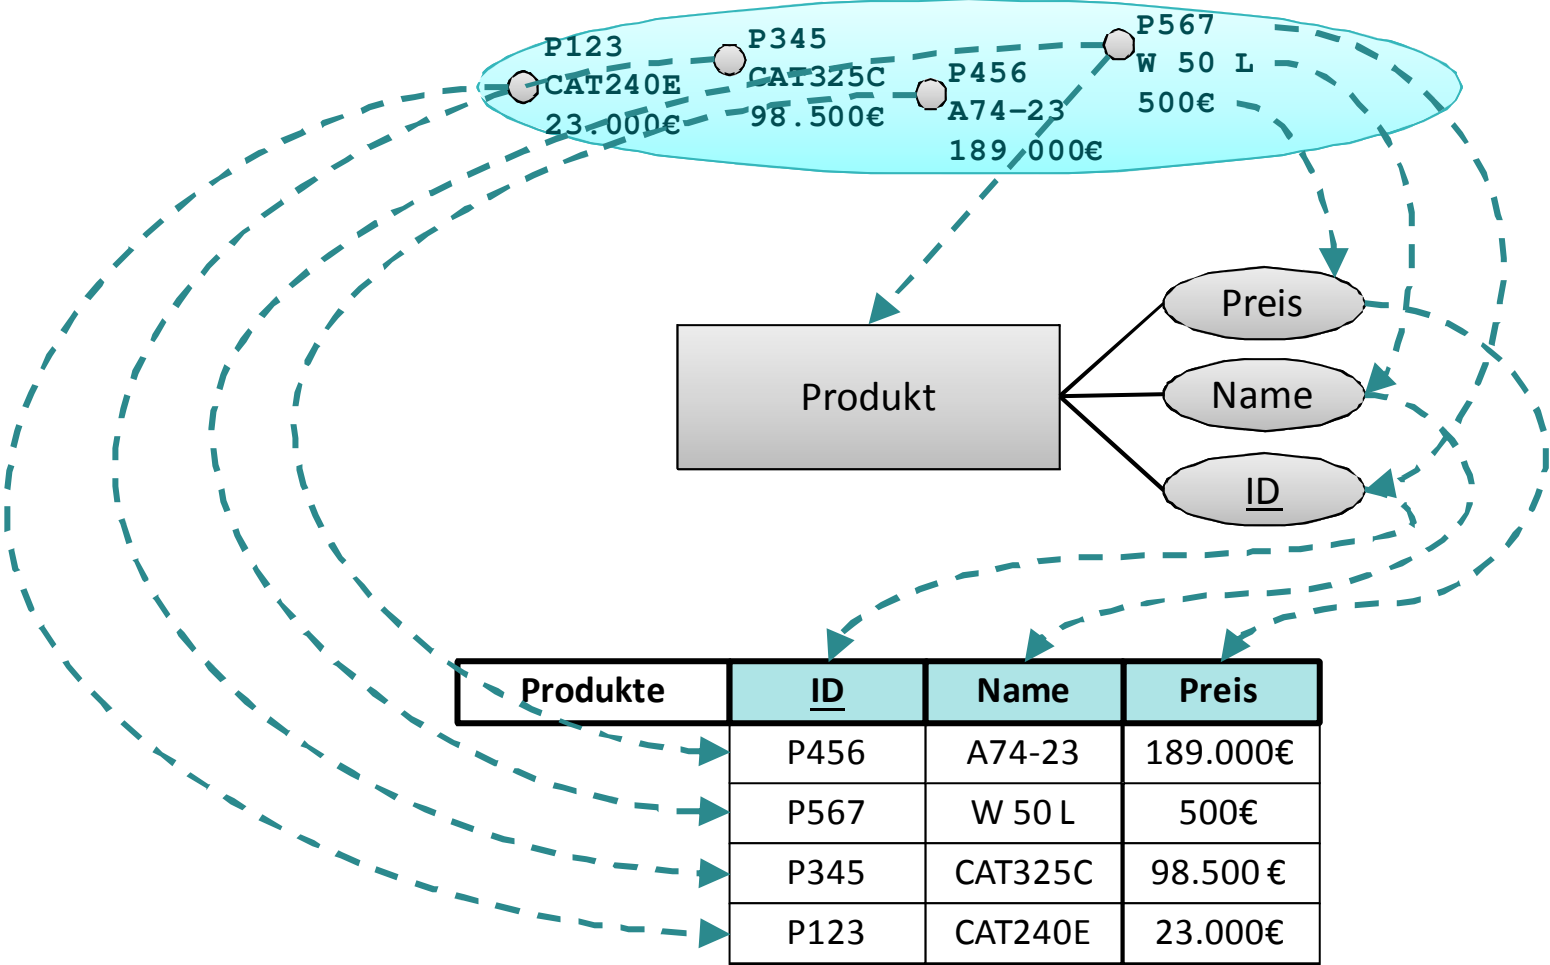 P123
CAT240E
23.000€
P345
CAT325C
98.500€
P456
A74-23
189 000€
P567
W 50 L
500€
Preis
Produkt
Name
ID
Produkte ID Name Preis
P456 A74-23 189.000€
P567 W 50 L 500€
P345 CAT325C 98.500 €
P123 CAT240E 23.000€